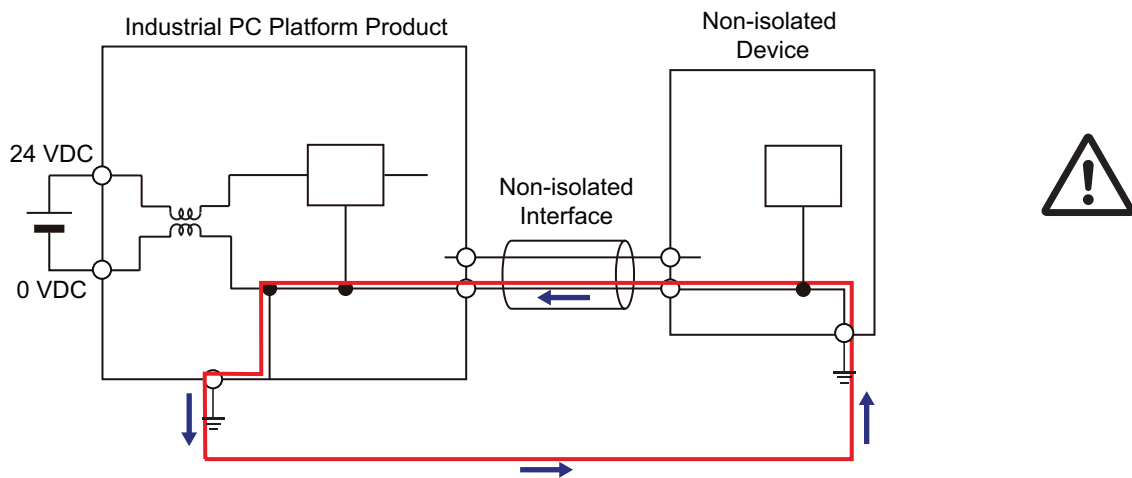 Industrial PC Platform Product
Non-isolated
Device
24 VDC
Non-isolated
Interface
0 VDC